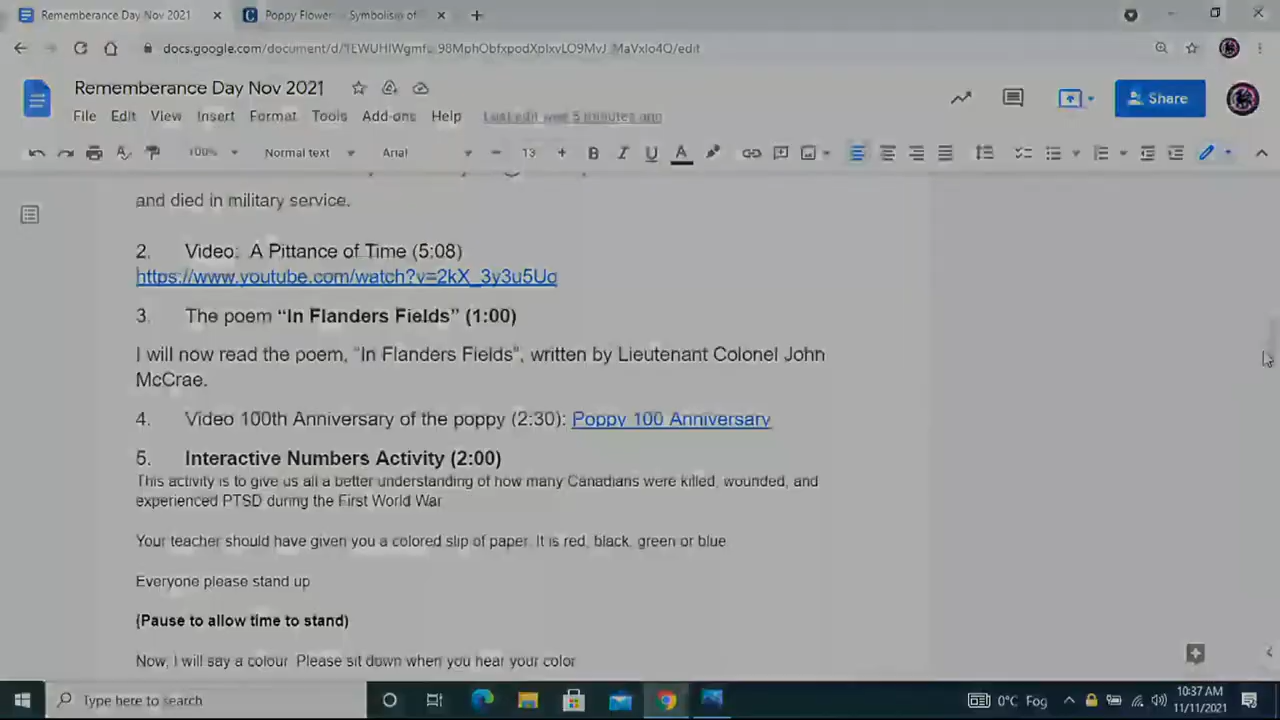 Rememberance Day Nov 2021
Poppy Flower Symbolism of
Rememberance Day Nov 2021
File Edit View Insert Format Tools Add-ons Help Last edit was 5 minutes ago
Share
100% Normal text Arial 13
and died in military service.
2. Video: A Pittance of Time (5:08)
https://www.youtube.com/watch?v=2kX_3y3u5Uo
3. The poem “In Flanders Fields” (1:00)
I will now read the poem, “In Flanders Fields”, written by Lieutenant Colonel John
McCrae.
4. Video 100th Anniversary of the poppy (2:30): Poppy 100 Anniversary
5. Interactive Numbers Activity (2:00)
This activity is to give us all a better understanding of how many Canadians were killed, wounded, and
experienced PTSD during the First World War
Your teacher should have given you a colored slip of paper. It is red, black, green or blue
Everyone please stand up
(Pause to allow time to stand)
Now, I will say a colour. Please sit down when you hear your color
Type here to search
0°C Fog
10:37 AM
11/11/2021